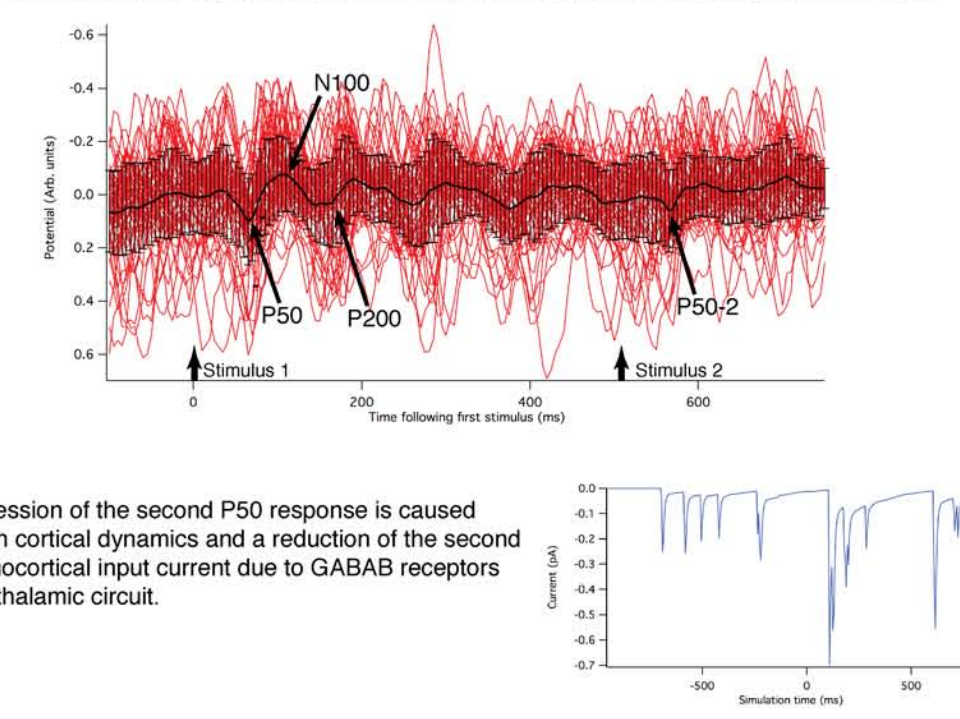 -0.6
-0.4
-0.2
0.0
0.2
0.4
0.6
Potential (Arb. units)
N100
P50
P200
P50-2
Stimulus 1
Stimulus 2
0
200
400
600
Time following first stimulus (ms)
ession of the second P50 response is caused
cortical dynamics and a reduction of the second
ocortical input current due to GABAB receptors
thalamic circuit.
0.0
-0.1
-0.2
-0.3
-0.4
-0.5
-0.6
-0.7
Current (pA)
-500
0
500
Simulation time (ms)